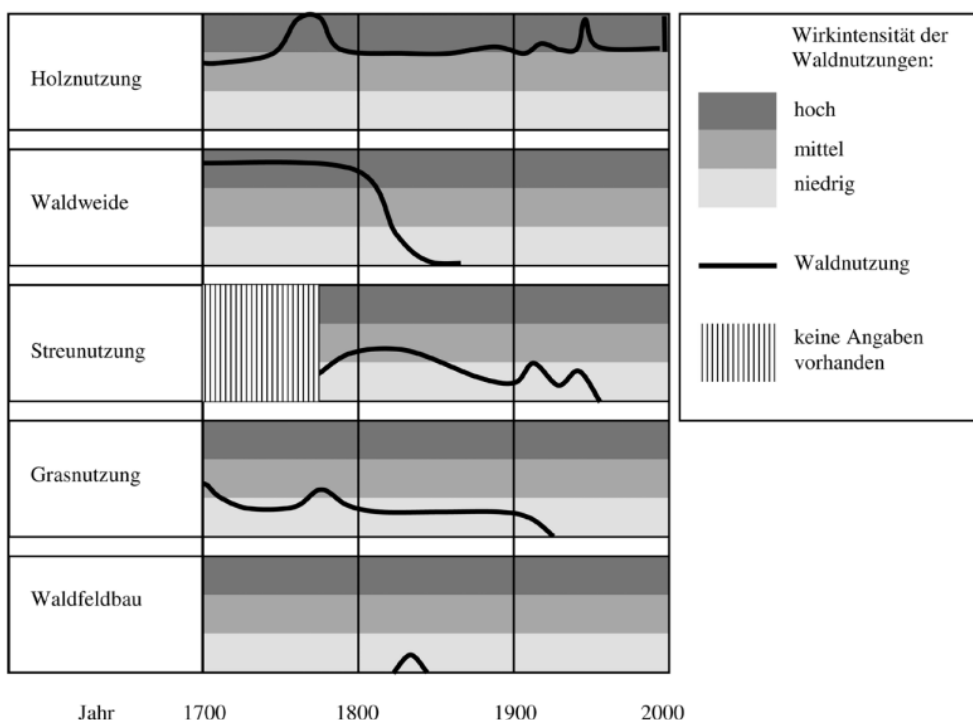 Holznutzung
Waldweide
Streunutzung
Grasnutzung
Waldfeldbau
Jahr 1700 1800 1900 2000
Wirkintensität der
Waldnutzungen:
hoch
mittel
niedrig
Waldnutzung
keine Angaben
vorhanden